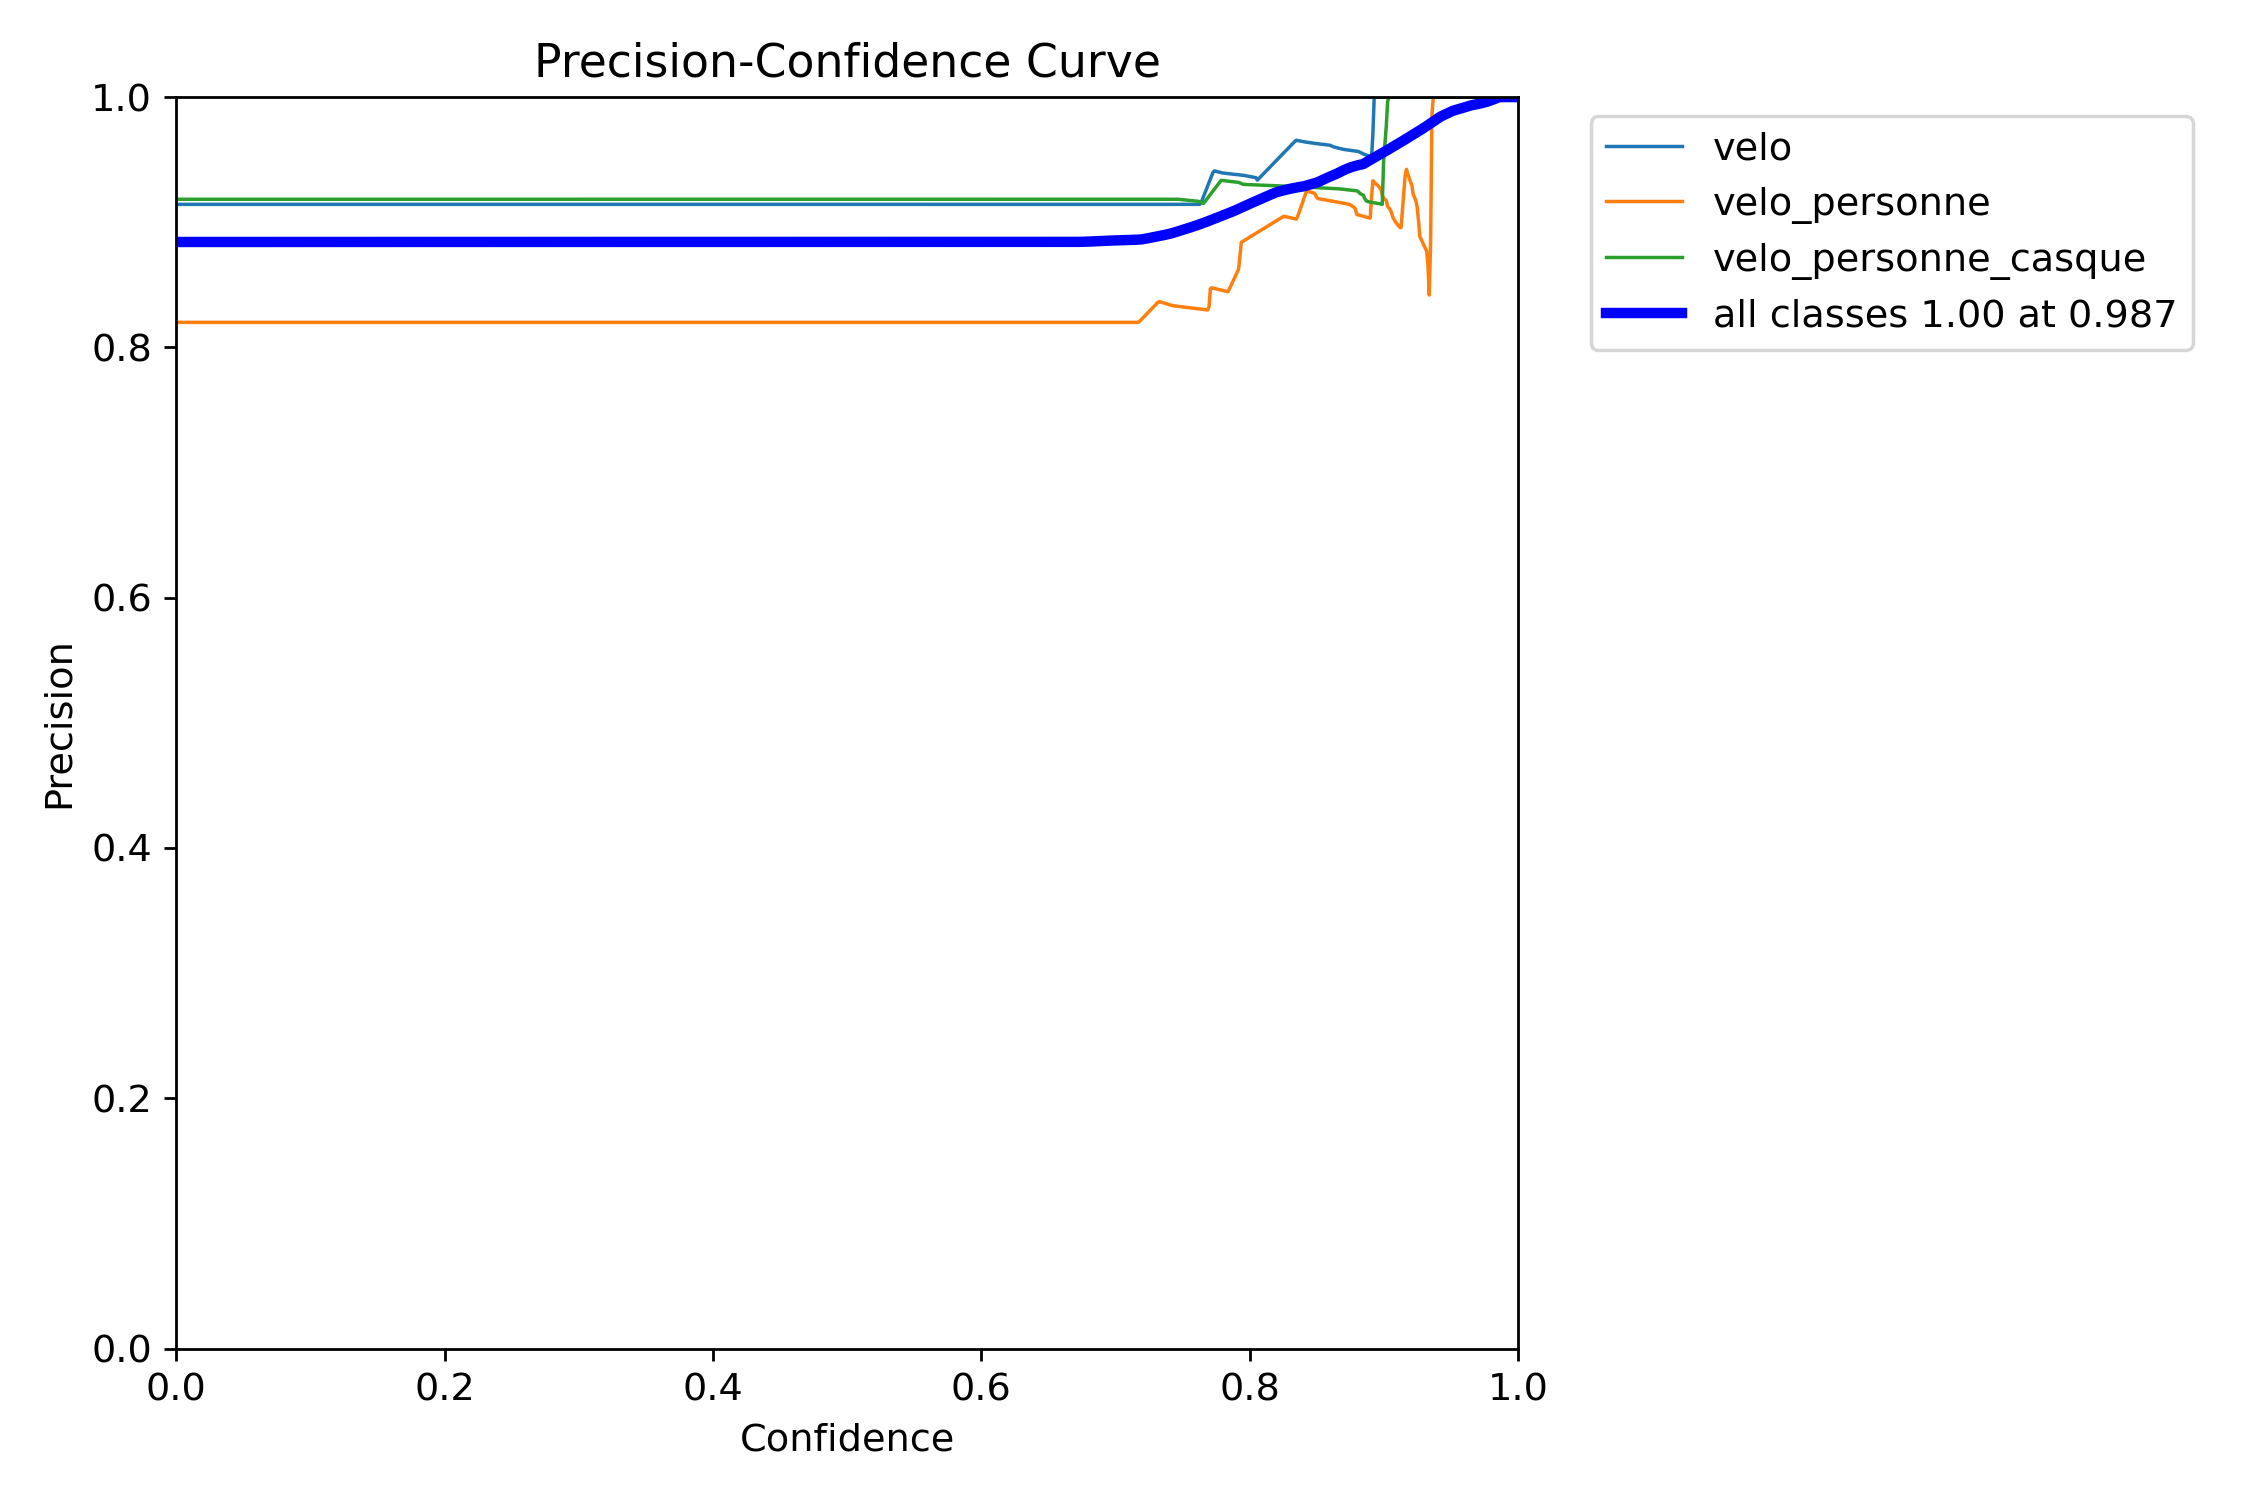 Precision-Confidence Curve
1.0
0.8
0.6
0.4
0.2
0.0
Precision
0.0 0.2 0.4 0.6 0.8 1.0
Confidence
velo
velo_personne
velo_personne_casque
all classes 1.00 at 0.987